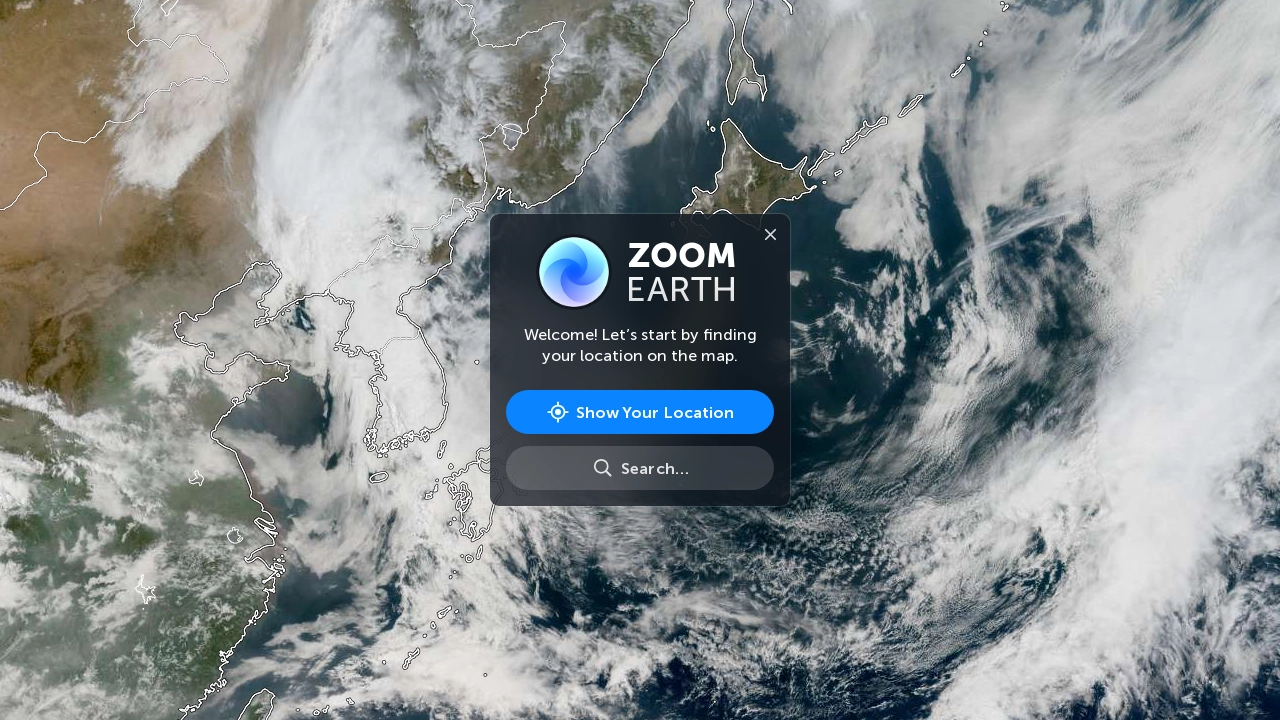 ZOOM
EARTH
Welcome! Let’s start by finding
your location on the map.
Show Your Location
Search...